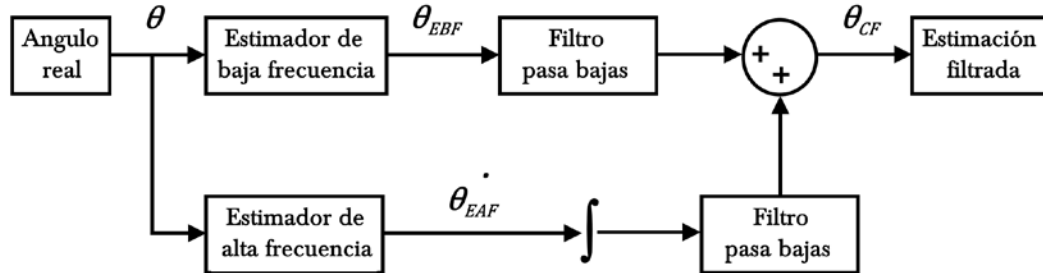 Angulo
real
θ
Estimador de
baja frecuencia
θ_EBF
Filtro
pasa bajas
+
+
θ_CF
Estimación
filtrada
Estimador de
alta frecuencia
θ̇_EAF
∫
Filtro
pasa bajas